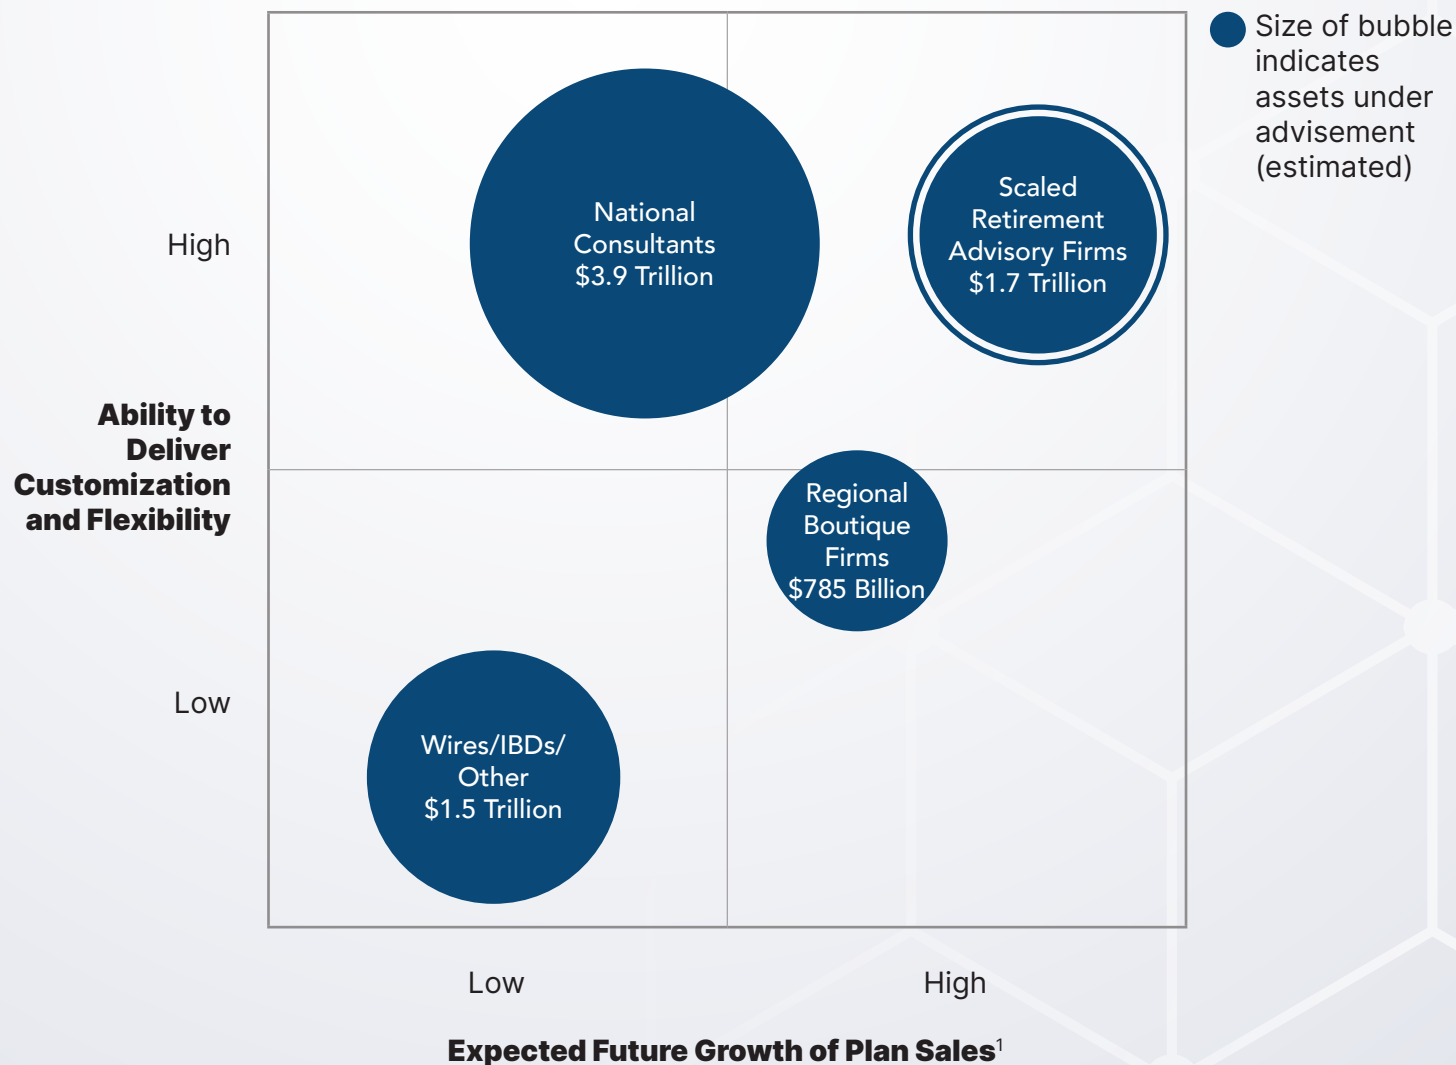 Size of bubble
indicates
assets under
advisement
(estimated)
High
Ability to
Deliver
Customization
and Flexibility
Low
National
Consultants
$3.9 Trillion
Scaled
Retirement
Advisory Firms
$1.7 Trillion
Regional
Boutique
Firms
$785 Billion
Wires/IBDs/
Other
$1.5 Trillion
Low
High
Expected Future Growth of Plan Sales¹